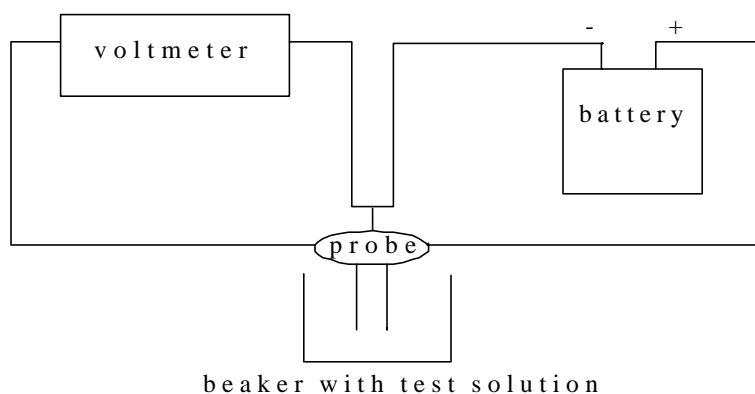 - +
voltmeter
battery
probe
beaker with test solution